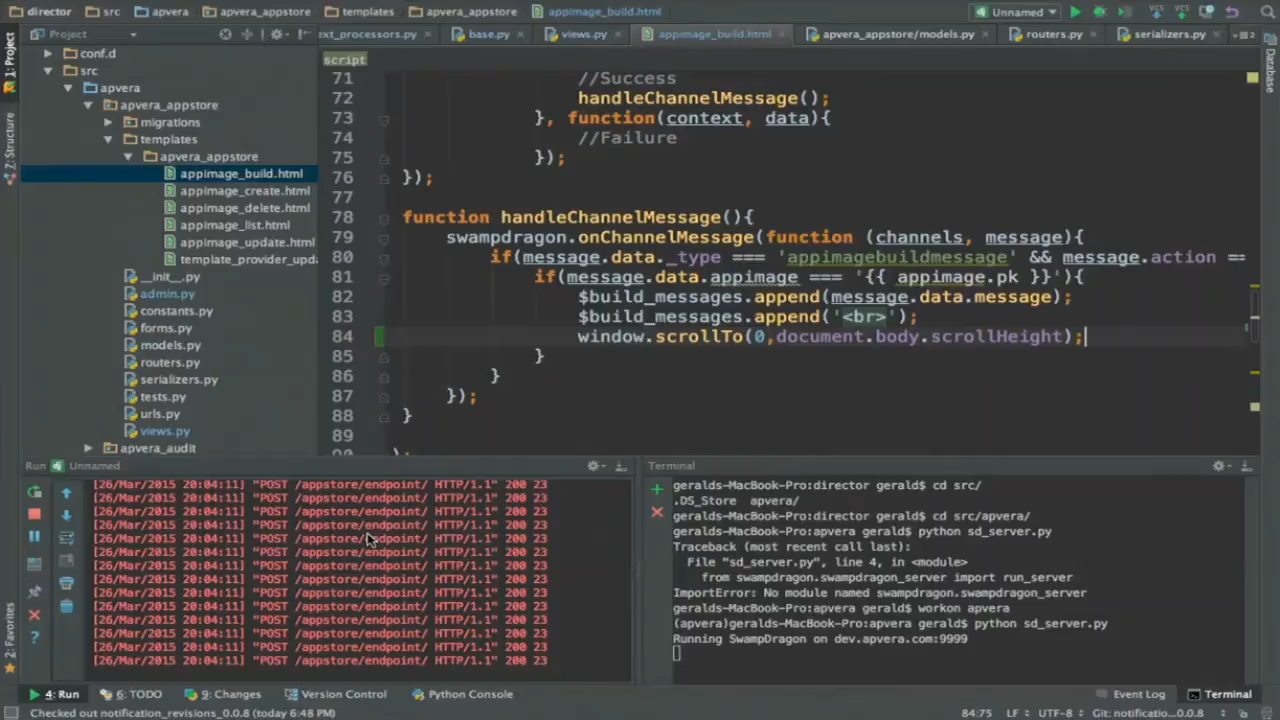 director src apvera apvera_appstore templates apvera_appstore appimage_build.html Unnamed
Project ext_processors.py base.py views.py appimage_build.html apvera_appstore/models.py routers.py serializers.py
1: Project
Z: Structure
2: Favorites
Database
conf.d
src
apvera
apvera_appstore
migrations
templates
apvera_appstore
appimage_build.html
appimage_create.html
appimage_delete.html
appimage_list.html
appimage_update.html
template_provider_upda
__init__.py
admin.py
constants.py
forms.py
models.py
routers.py
serializers.py
tests.py
urls.py
views.py
apvera_audit
script
71 //Success
72 handleChannelMessage();
73 }, function(context, data){
74 //Failure
75 });
76 });
77
78 function handleChannelMessage(){
79 swampdragon.onChannelMessage(function (channels, message){
80 if(message.data._type === 'appimagebuildmessage' && message.action ==
81 if(message.data.appimage === '{{ appimage.pk }}'){
82 $build_messages.append(message.data.message);
83 $build_messages.append('<br>');
84 window.scrollTo(0,document.body.scrollHeight);
85 }
86 }
87 });
88 }
89
Run Unnamed
[26/Mar/2015 20:04:11] "POST /appstore/endpoint/ HTTP/1.1" 200 23
[26/Mar/2015 20:04:11] "POST /appstore/endpoint/ HTTP/1.1" 200 23
[26/Mar/2015 20:04:11] "POST /appstore/endpoint/ HTTP/1.1" 200 23
[26/Mar/2015 20:04:11] "POST /appstore/endpoint/ HTTP/1.1" 200 23
[26/Mar/2015 20:04:11] "POST /appstore/endpoint/ HTTP/1.1" 200 23
[26/Mar/2015 20:04:11] "POST /appstore/endpoint/ HTTP/1.1" 200 23
[26/Mar/2015 20:04:11] "POST /appstore/endpoint/ HTTP/1.1" 200 23
[26/Mar/2015 20:04:11] "POST /appstore/endpoint/ HTTP/1.1" 200 23
[26/Mar/2015 20:04:11] "POST /appstore/endpoint/ HTTP/1.1" 200 23
[26/Mar/2015 20:04:11] "POST /appstore/endpoint/ HTTP/1.1" 200 23
[26/Mar/2015 20:04:11] "POST /appstore/endpoint/ HTTP/1.1" 200 23
[26/Mar/2015 20:04:11] "POST /appstore/endpoint/ HTTP/1.1" 200 23
[26/Mar/2015 20:04:11] "POST /appstore/endpoint/ HTTP/1.1" 200 23
[26/Mar/2015 20:04:11] "POST /appstore/endpoint/ HTTP/1.1" 200 23
Terminal
geralds-MacBook-Pro:director gerald$ cd src/
.DS_Store apvera/
geralds-MacBook-Pro:director gerald$ cd src/apvera/
geralds-MacBook-Pro:apvera gerald$ python sd_server.py
Traceback (most recent call last):
File "sd_server.py", line 4, in <module>
from swampdragon.swampdragon_server import run_server
ImportError: No module named swampdragon.swampdragon_server
geralds-MacBook-Pro:apvera gerald$ workon apvera
(apvera)geralds-MacBook-Pro:apvera gerald$ python sd_server.py
Running SwampDragon on dev.apvera.com:9999
4: Run 6: TODO 9: Changes Version Control Python Console Event Log Terminal
Checked out notification_revisions_0.0.8 (today 6:48 PM) 84:75 LF UTF-8 Git: notificatio...0.0.8